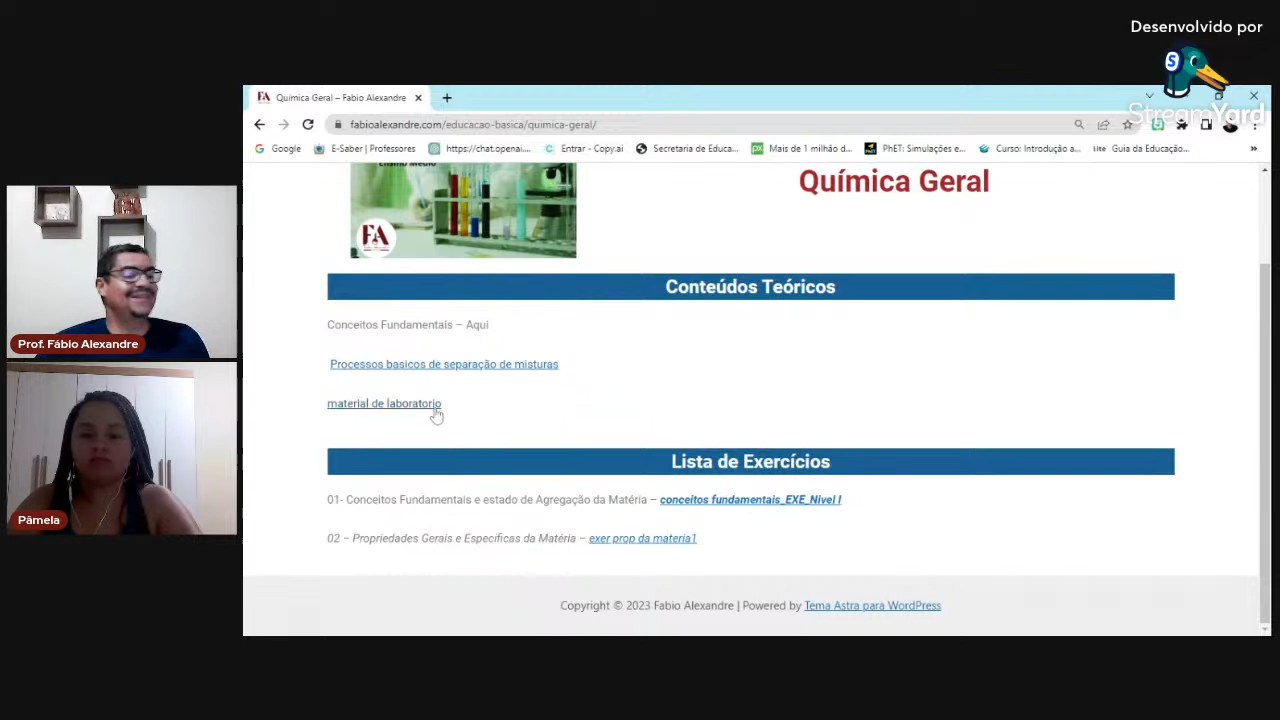 Desenvolvido por
StreamYard
Química Geral – Fabio Alexandre
fabioalexandre.com/educacao-basica/quimica-geral/
Google
E-Saber | Professores
https://chat.openai....
Entrar - Copy.ai
Secretaria de Educa...
Mais de 1 milhão d...
PhET: Simulações e...
Curso: Introdução a...
Guia da Educação...
Ensino Médio
FA
Química Geral
Conteúdos Teóricos
Conceitos Fundamentais – Aqui
Processos basicos de separação de misturas
material de laboratorio
Lista de Exercícios
01- Conceitos Fundamentais e estado de Agregação da Matéria – conceitos fundamentais_EXE_Nivel I
02 – Propriedades Gerais e Específicas da Matéria – exer prop da materia1
Copyright © 2023 Fabio Alexandre | Powered by Tema Astra para WordPress
Prof. Fábio Alexandre
Pâmela